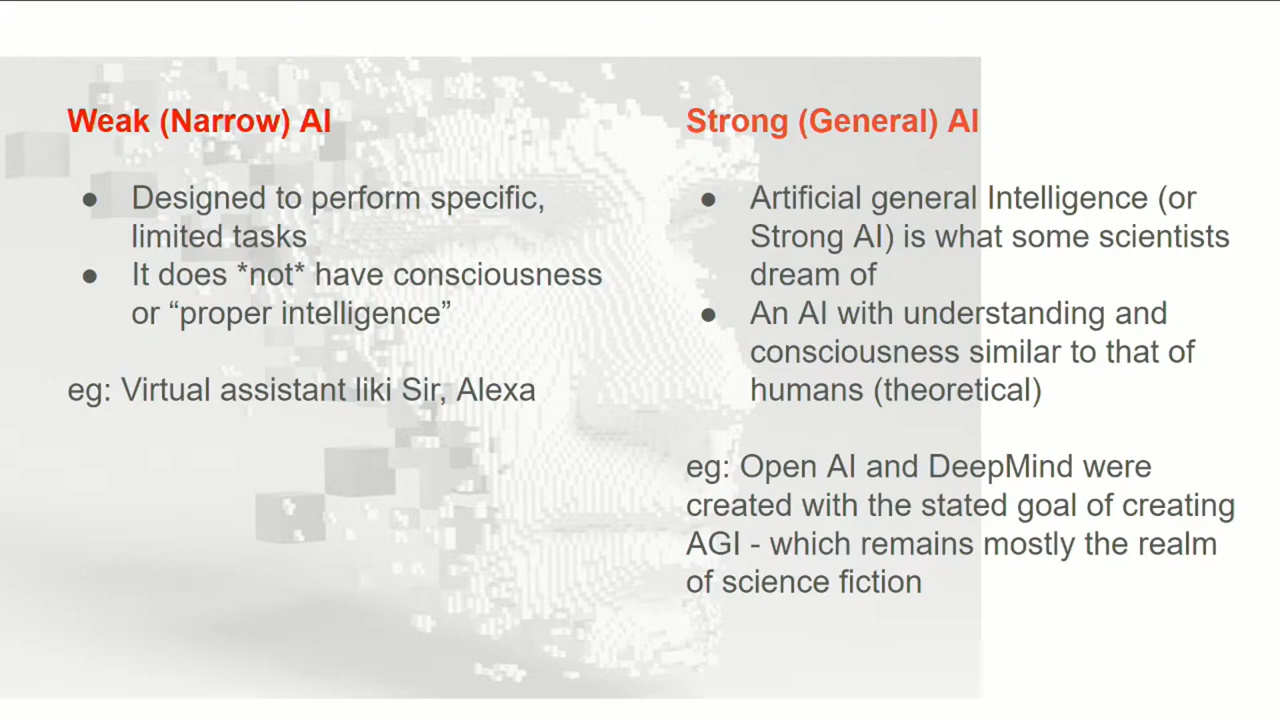 Weak (Narrow) AI
● Designed to perform specific,
limited tasks
● It does *not* have consciousness
or “proper intelligence”
eg: Virtual assistant liki Sir, Alexa
Strong (General) AI
● Artificial general Intelligence (or
Strong AI) is what some scientists
dream of
● An AI with understanding and
consciousness similar to that of
humans (theoretical)
eg: Open AI and DeepMind were
created with the stated goal of creating
AGI - which remains mostly the realm
of science fiction